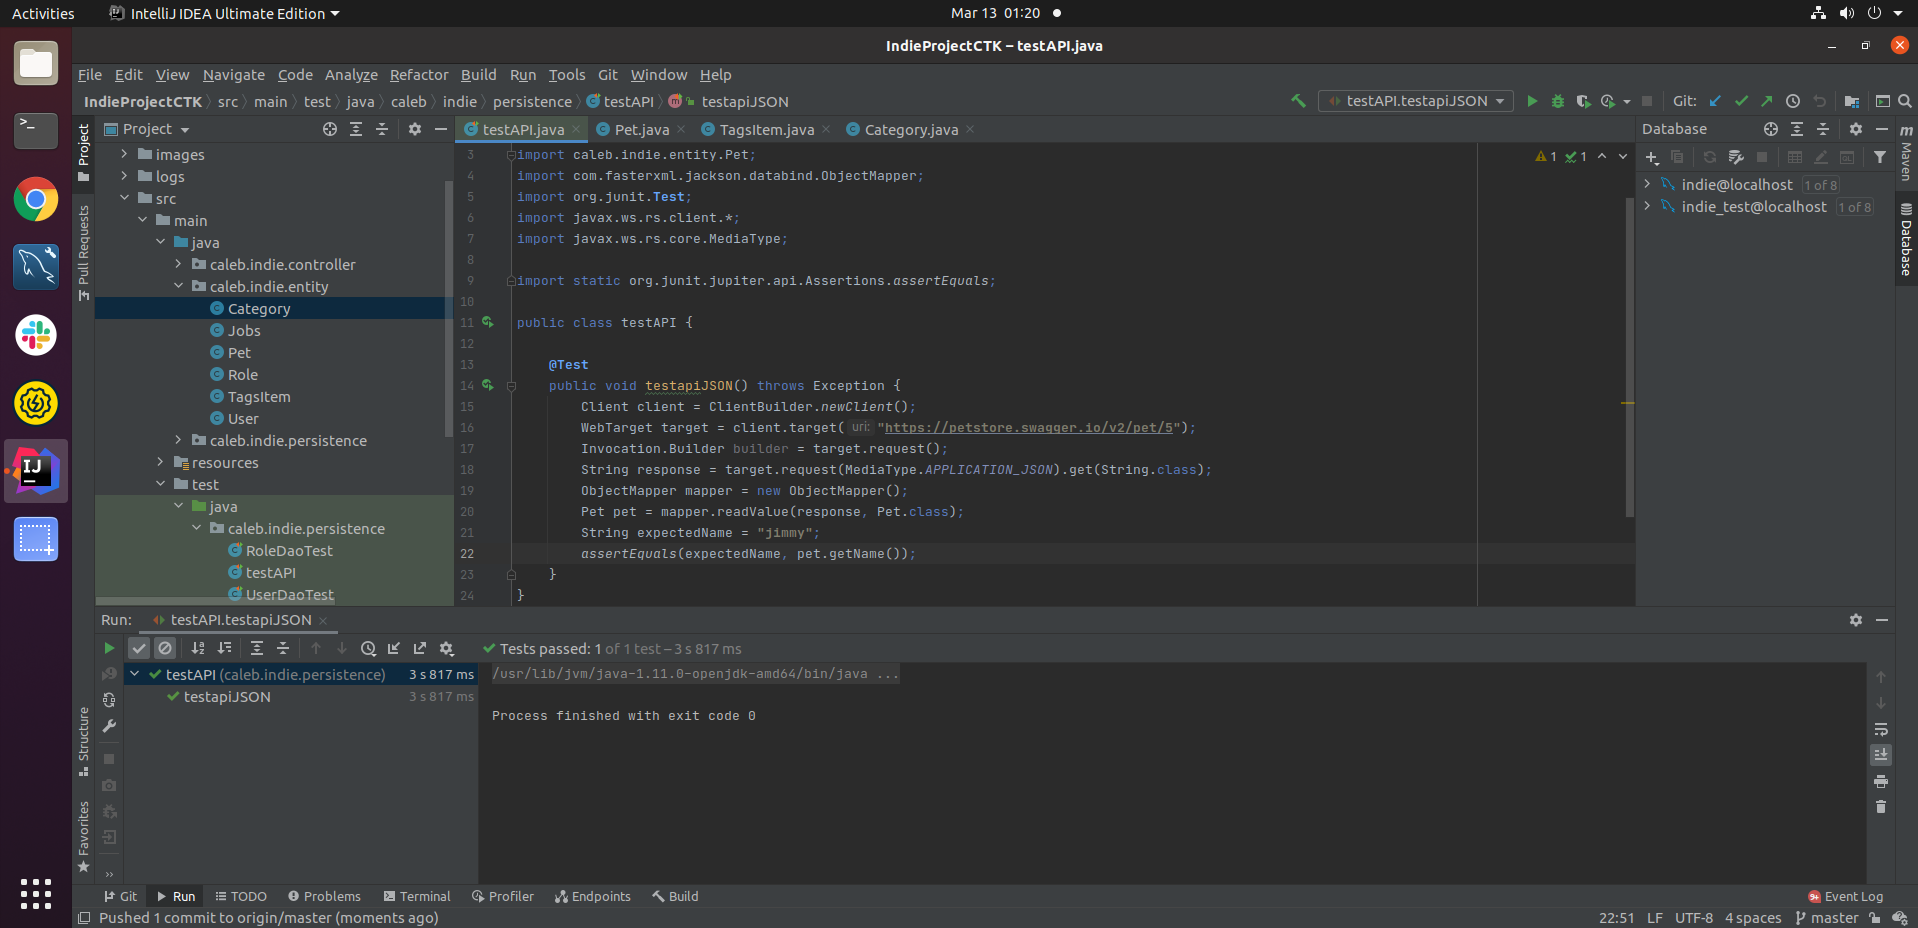 Activities IntelliJ IDEA Ultimate Edition Mar 13 01:20
IndieProjectCTK – testAPI.java
File Edit View Navigate Code Analyze Refactor Build Run Tools Git Window Help
IndieProjectCTK src main test java caleb indie persistence testAPI testapiJSON testAPI.testapiJSON Git:
Project
testAPI.java Pet.java TagsItem.java Category.java
Database
images
logs
src
main
java
caleb.indie.controller
caleb.indie.entity
Category
Jobs
Pet
Role
TagsItem
User
caleb.indie.persistence
resources
test
java
caleb.indie.persistence
RoleDaoTest
testAPI
UserDaoTest
3 import caleb.indie.entity.Pet;
4 import com.fasterxml.jackson.databind.ObjectMapper;
5 import org.junit.Test;
6 import javax.ws.rs.client.*;
7 import javax.ws.rs.core.MediaType;
8
9 import static org.junit.jupiter.api.Assertions.assertEquals;
10
11 public class testAPI {
12
13 @Test
14 public void testapiJSON() throws Exception {
15 Client client = ClientBuilder.newClient();
16 WebTarget target = client.target( uri: "https://petstore.swagger.io/v2/pet/5");
17 Invocation.Builder builder = target.request();
18 String response = target.request(MediaType.APPLICATION_JSON).get(String.class);
19 ObjectMapper mapper = new ObjectMapper();
20 Pet pet = mapper.readValue(response, Pet.class);
21 String expectedName = "jimmy";
22 assertEquals(expectedName, pet.getName());
23 }
24 }
1 1
indie@localhost 1 of 8
indie_test@localhost 1 of 8
Project
Pull Requests
Structure
Favorites
Maven
Database
Run: testAPI.testapiJSON
Tests passed: 1 of 1 test – 3 s 817 ms
testAPI (caleb.indie.persistence) 3 s 817 ms
testapiJSON 3 s 817 ms
/usr/lib/jvm/java-1.11.0-openjdk-amd64/bin/java ...
Process finished with exit code 0
Git Run TODO Problems Terminal Profiler Endpoints Build 9 Event Log
Pushed 1 commit to origin/master (moments ago) 22:51 LF UTF-8 4 spaces master